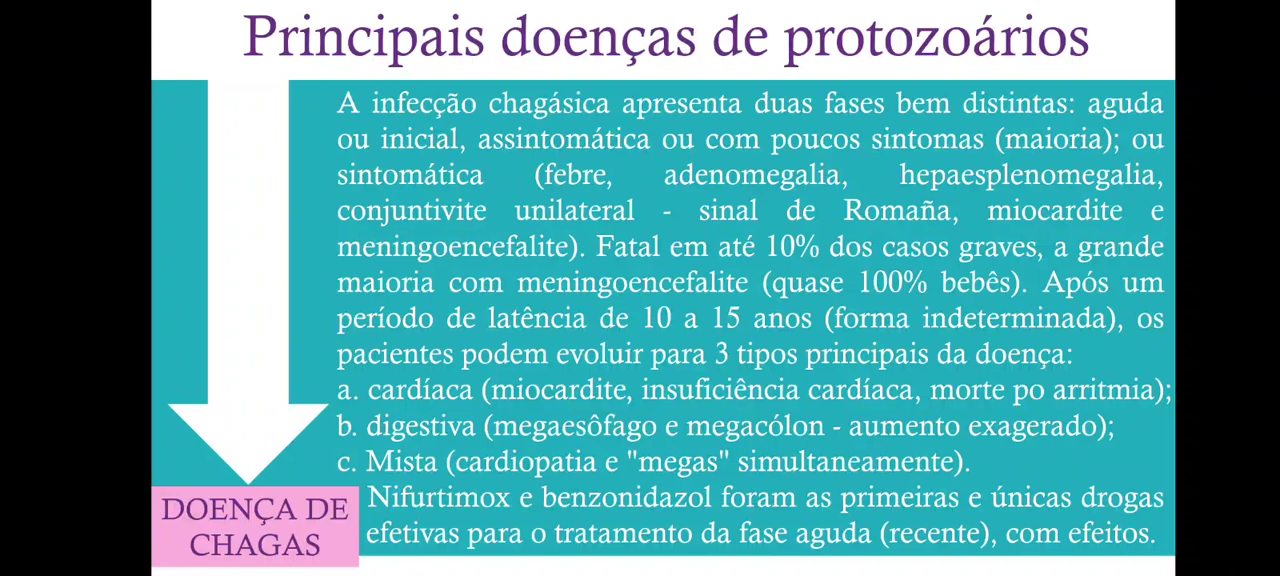 Principais doenças de protozoários
A infecção chagásica apresenta duas fases bem distintas: aguda
ou inicial, assintomática ou com poucos sintomas (maioria); ou
sintomática (febre, adenomegalia, hepaesplenomegalia,
conjuntivite unilateral - sinal de Romaña, miocardite e
meningoencefalite). Fatal em até 10% dos casos graves, a grande
maioria com meningoencefalite (quase 100% bebês). Após um
período de latência de 10 a 15 anos (forma indeterminada), os
pacientes podem evoluir para 3 tipos principais da doença:
a. cardíaca (miocardite, insuficiência cardíaca, morte po arritmia);
b. digestiva (megaesôfago e megacólon - aumento exagerado);
c. Mista (cardiopatia e "megas" simultaneamente).
Nifurtimox e benzonidazol foram as primeiras e únicas drogas
efetivas para o tratamento da fase aguda (recente), com efeitos.
DOENÇA DE
CHAGAS